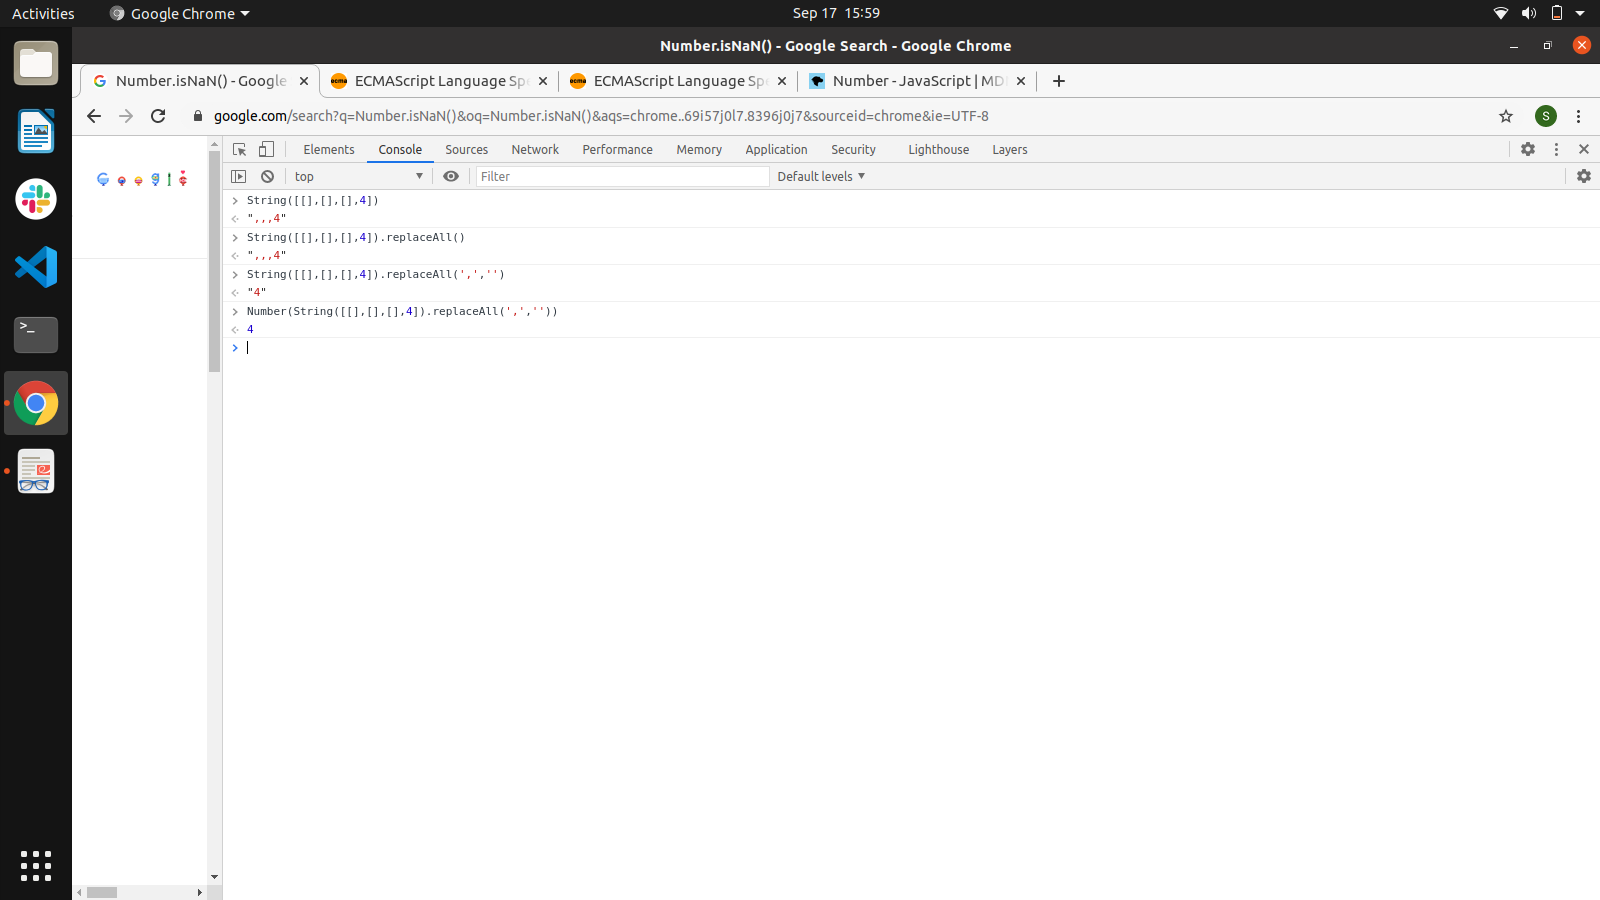 Activities
Google Chrome
Sep 17 15:59
Number.isNaN() - Google Search - Google Chrome
Number.isNaN() - Google
ECMAScript Language Spe
ECMAScript Language Spe
Number - JavaScript | MD
google.com/search?q=Number.isNaN()&oq=Number.isNaN()&aqs=chrome..69i57j0l7.8396j0j7&sourceid=chrome&ie=UTF-8
S
Google
Elements Console Sources Network Performance Memory Application Security Lighthouse Layers
top
Filter
Default levels
> String([[],[],[],4])
<· ",,,4"
> String([[],[],[],4]).replaceAll()
<· ",,,4"
> String([[],[],[],4]).replaceAll(',','')
<· "4"
> Number(String([[],[],[],4]).replaceAll(',',''))
<· 4
>